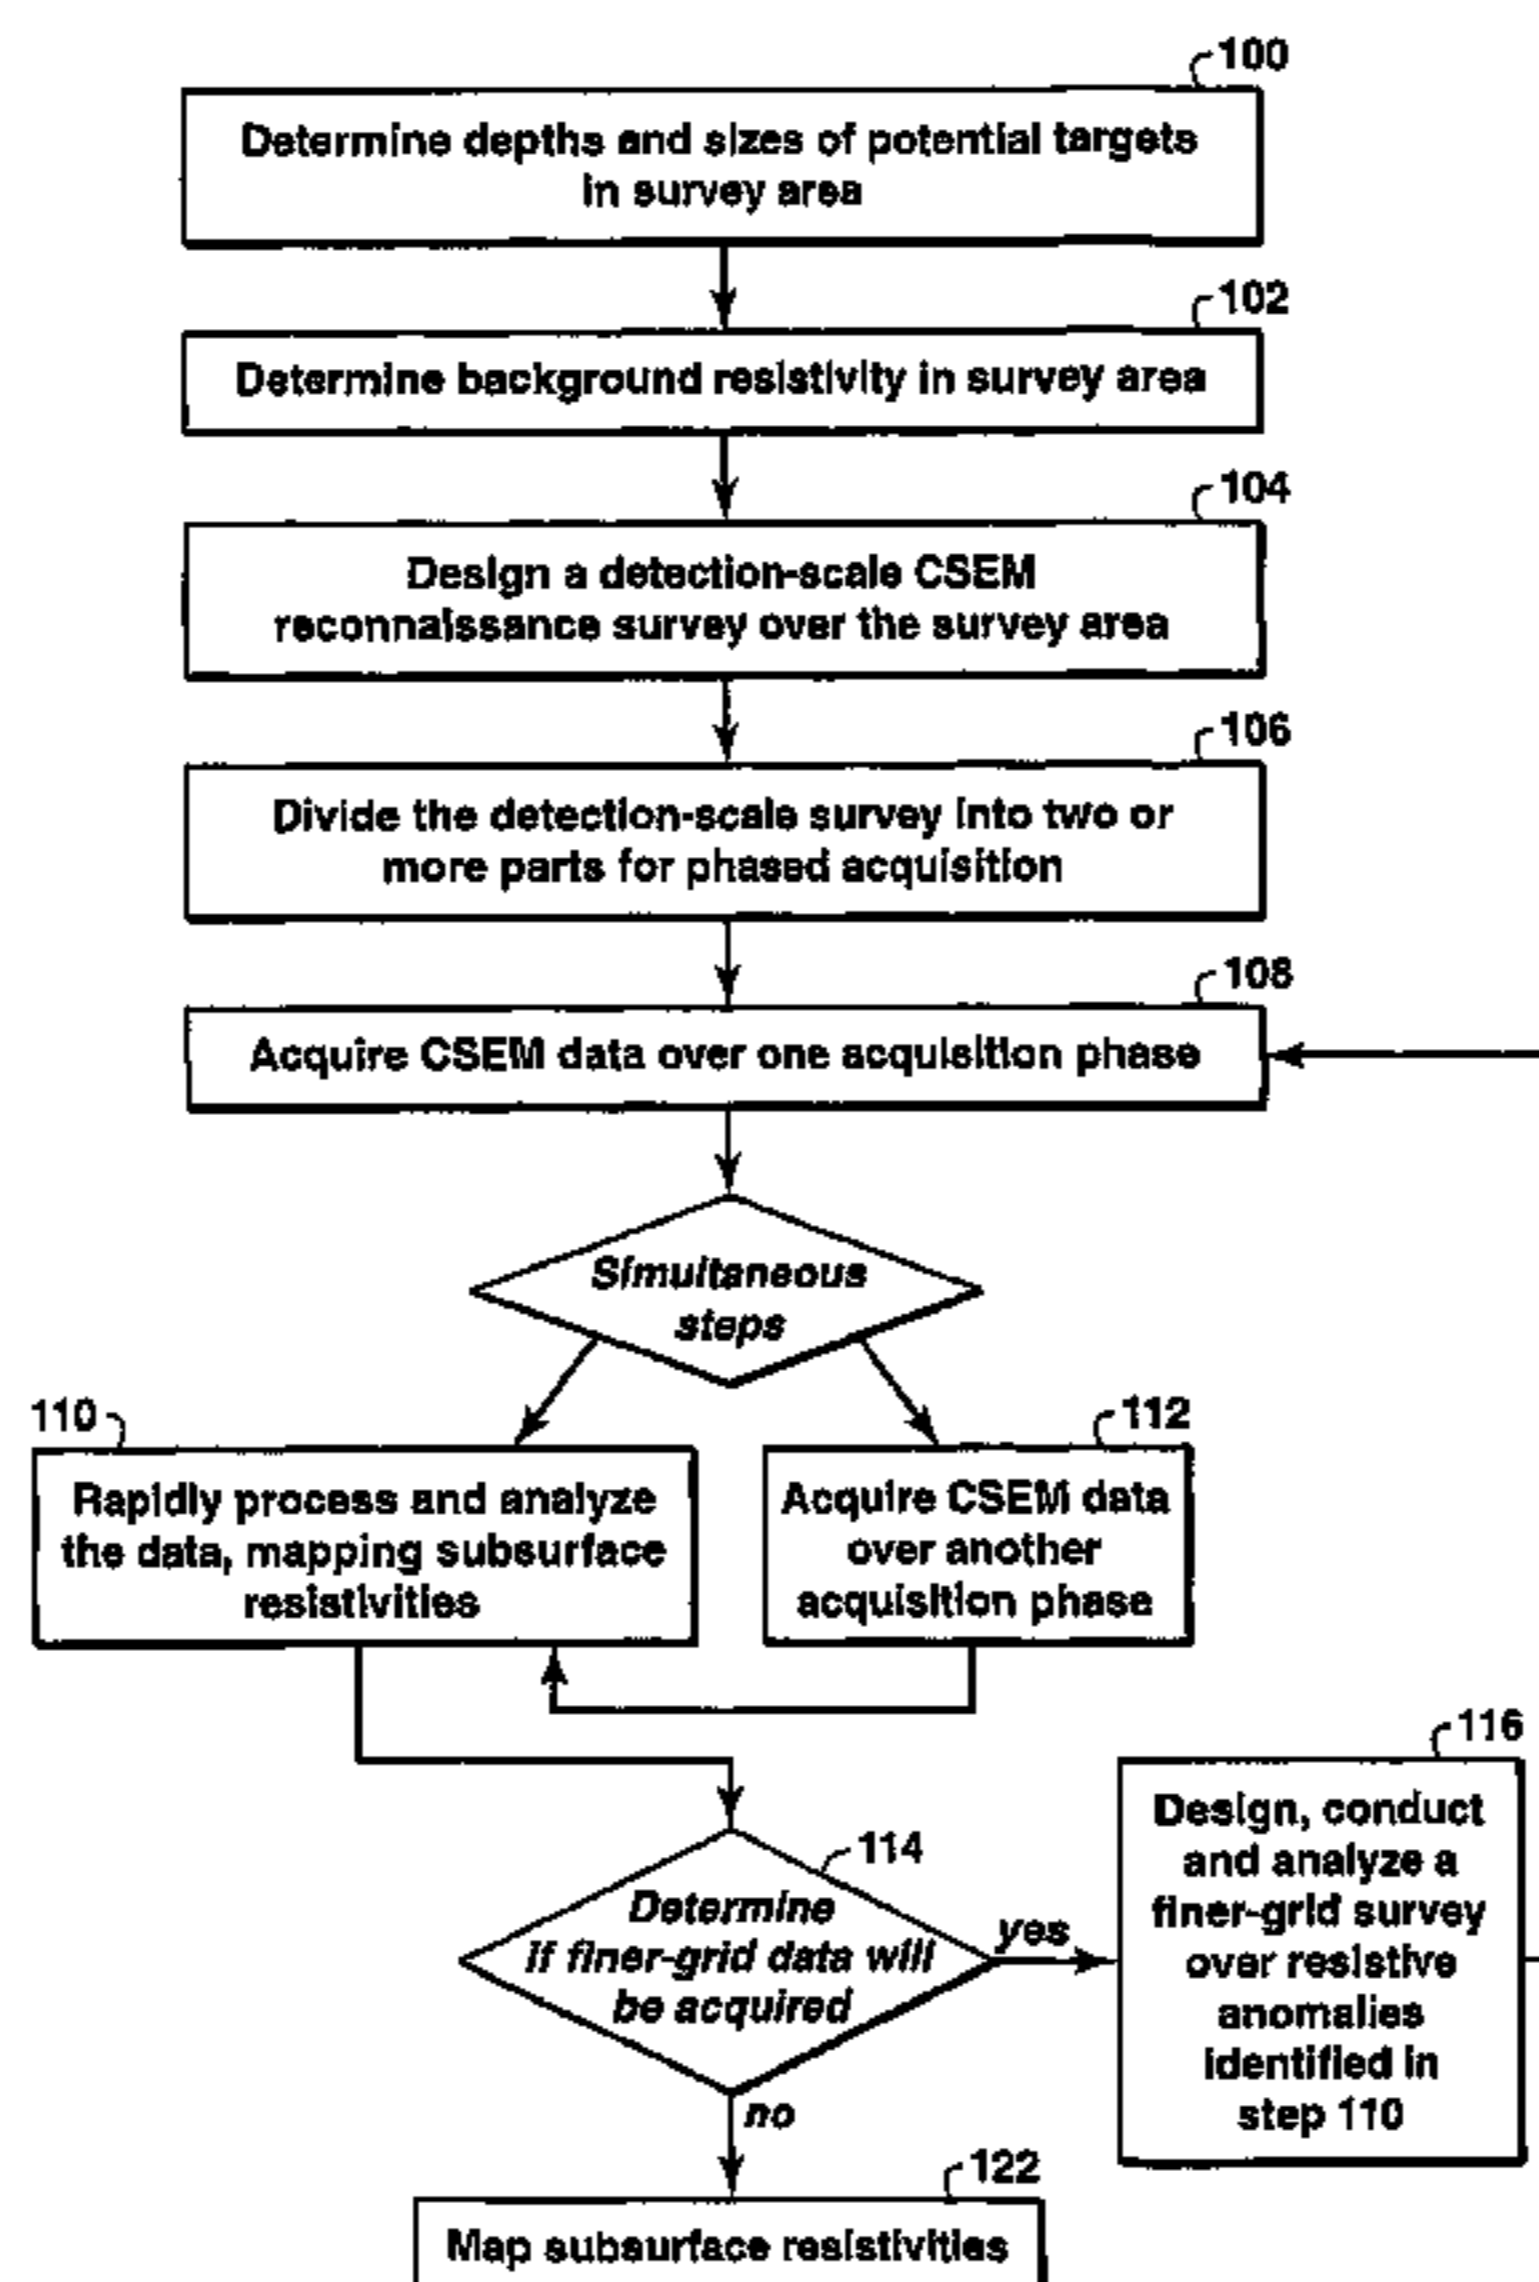 100
Determine depths and sizes of potential targets
in survey area
102
Determine background resistivity in survey area
104
Design a detection-scale CSEM
reconnaissance survey over the survey area
106
Divide the detection-scale survey into two or
more parts for phased acquisition
108
Acquire CSEM data over one acquisition phase
Simultaneous
steps
110
Rapidly process and analyze
the data, mapping subsurface
resistivities
112
Acquire CSEM data
over another
acquisition phase
114
Determine
if finer-grid data will
be acquired
yes
116
Design, conduct
and analyze a
finer-grid survey
over resistive
anomalies
identified in
step 110
no
122
Map subsurface resistivities